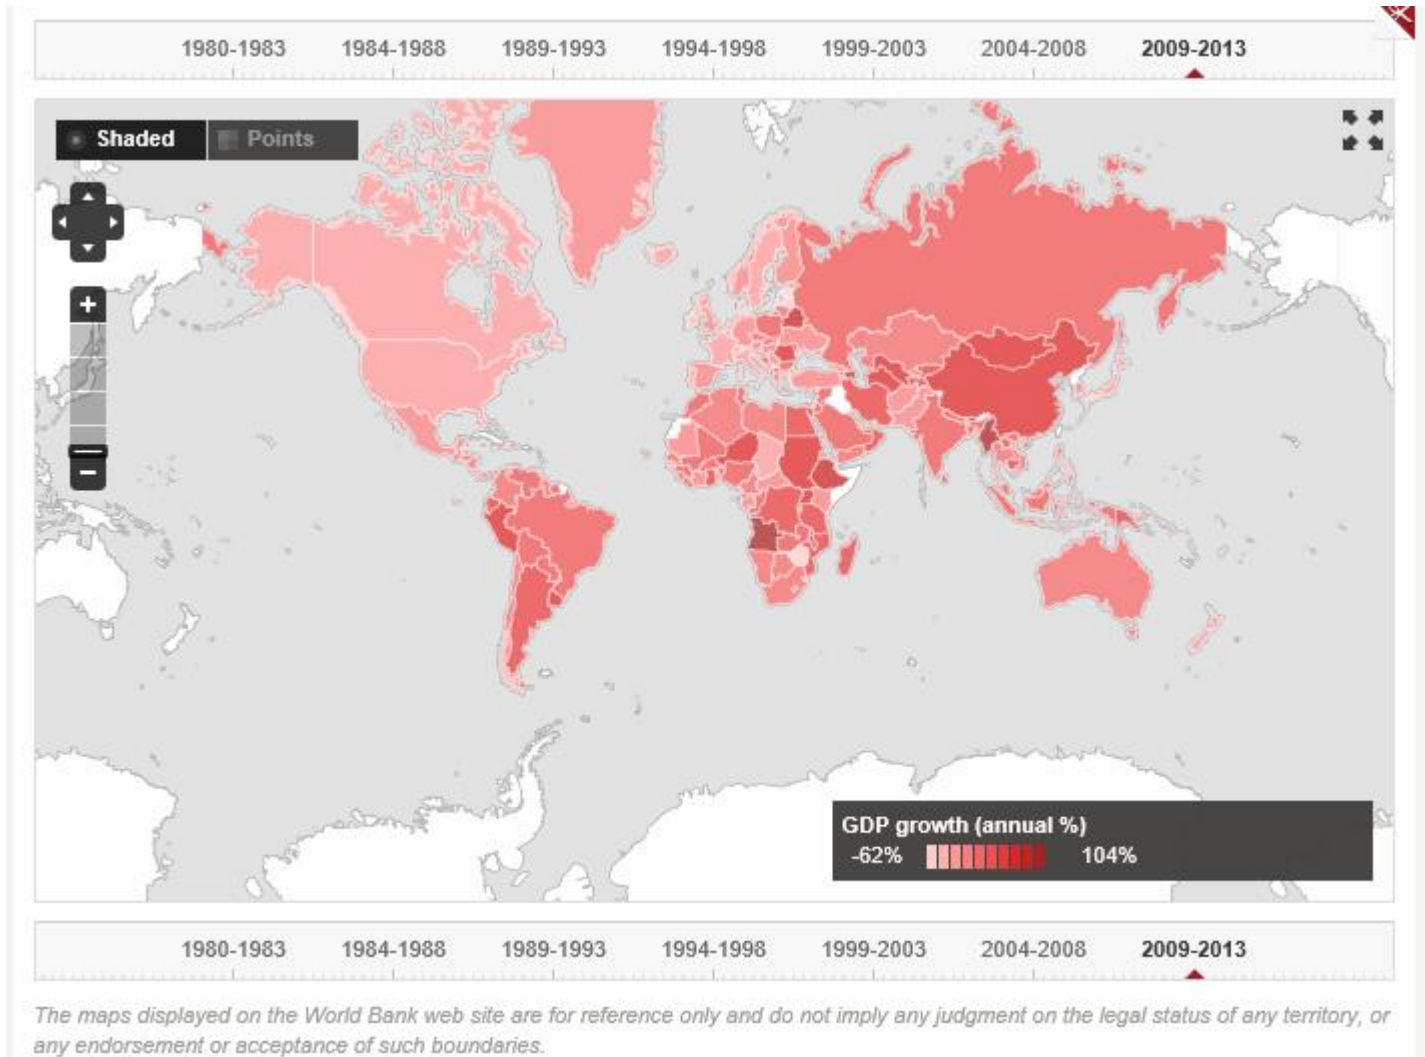 1980-1983 1984-1988 1989-1993 1994-1998 1999-2003 2004-2008 2009-2013
Shaded Points
+
−
GDP growth (annual %)
-62% 104%
1980-1983 1984-1988 1989-1993 1994-1998 1999-2003 2004-2008 2009-2013
The maps displayed on the World Bank web site are for reference only and do not imply any judgment on the legal status of any territory, or
any endorsement or acceptance of such boundaries.